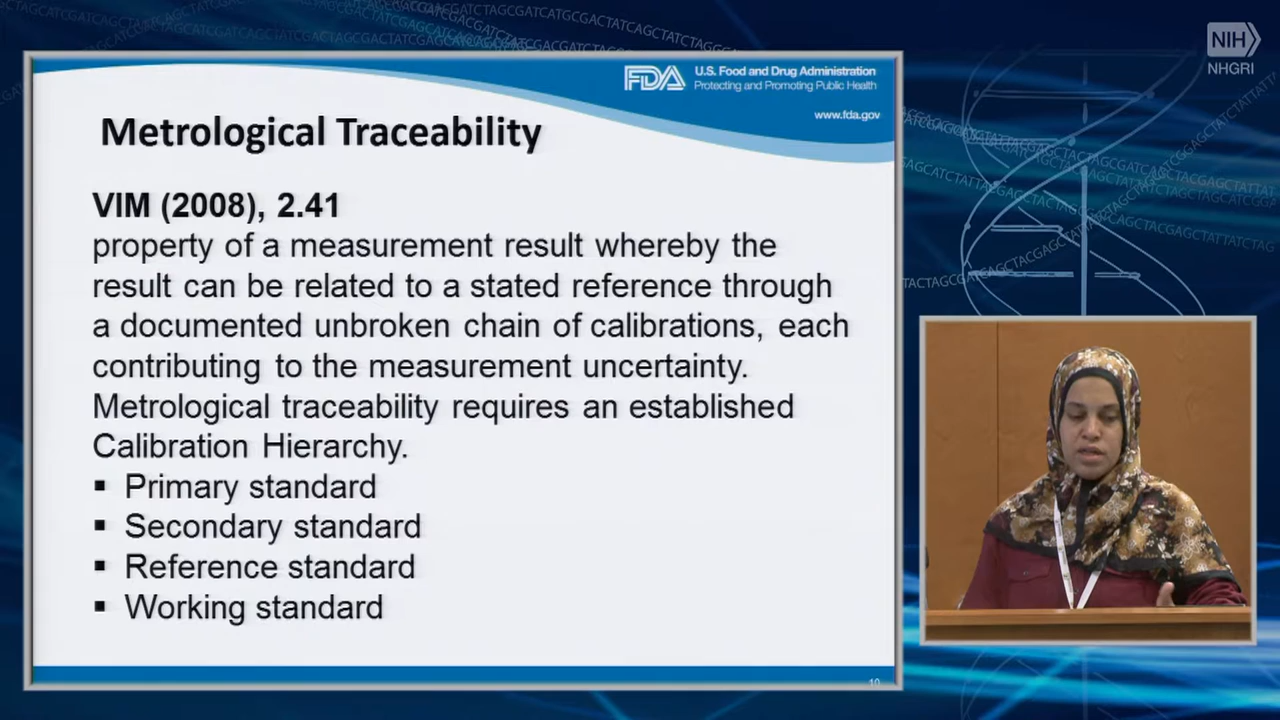 NIH
NHGRI
FDA
U.S. Food and Drug Administration
Protecting and Promoting Public Health
www.fda.gov
Metrological Traceability
VIM (2008), 2.41
property of a measurement result whereby the
result can be related to a stated reference through
a documented unbroken chain of calibrations, each
contributing to the measurement uncertainty.
Metrological traceability requires an established
Calibration Hierarchy.
▪ Primary standard
▪ Secondary standard
▪ Reference standard
▪ Working standard
10